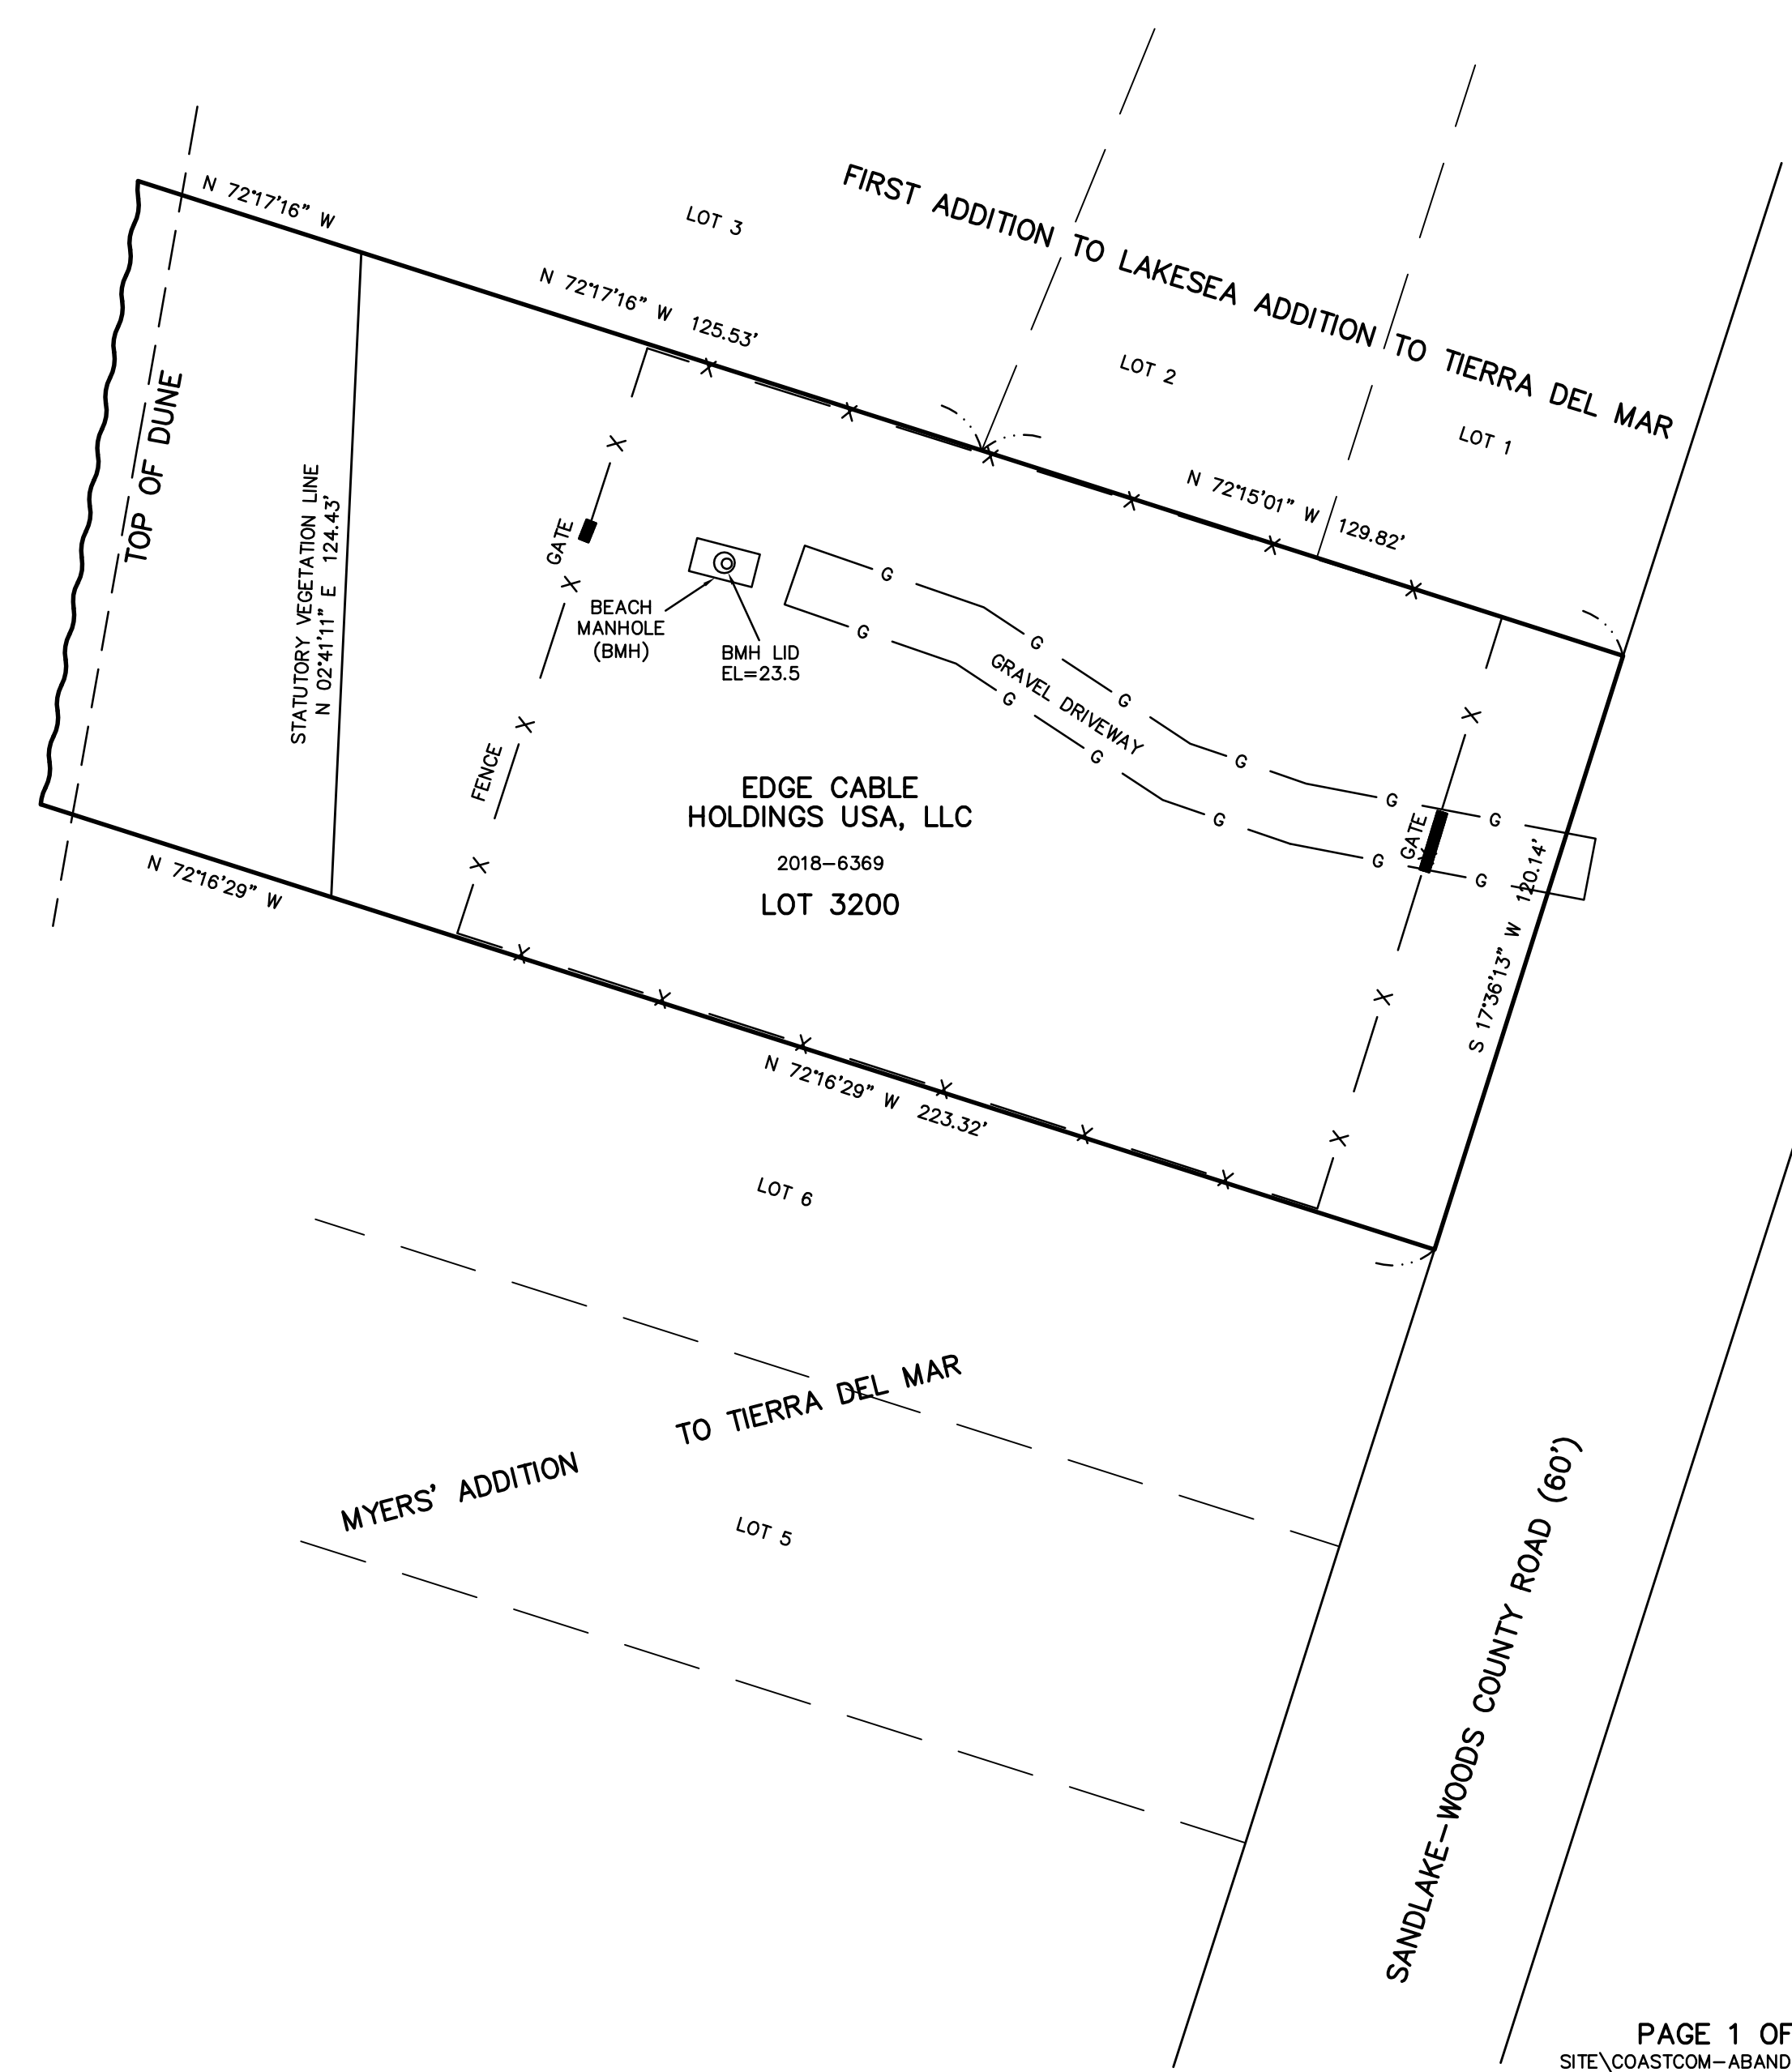 FIRST ADDITION TO LAKESEA ADDITION TO TIERRA DEL MAR
N 72°17'16" W
LOT 3
N 72°17'16" W 125.53'
LOT 2
LOT 1
N 72°15'01" W 129.82'
TOP OF DUNE
STATUTORY VEGETATION LINE
N 02°41'11" E 124.43'
GATE
FENCE
BEACH
MANHOLE
(BMH)
BMH LID
EL=23.5
G
G
G
G
G
G
G
G
G
G
G
G
GRAVEL DRIVEWAY
GATE
EDGE CABLE
HOLDINGS USA, LLC
2018-6369
LOT 3200
S 17°36'13" W 120.14'
N 72°16'29" W
N 72°16'29" W 223.32'
LOT 6
MYERS' ADDITION TO TIERRA DEL MAR
LOT 5
SANDLAKE-WOODS COUNTY ROAD (60')
PAGE 1 OF
SITE\COASTCOM-ABAND